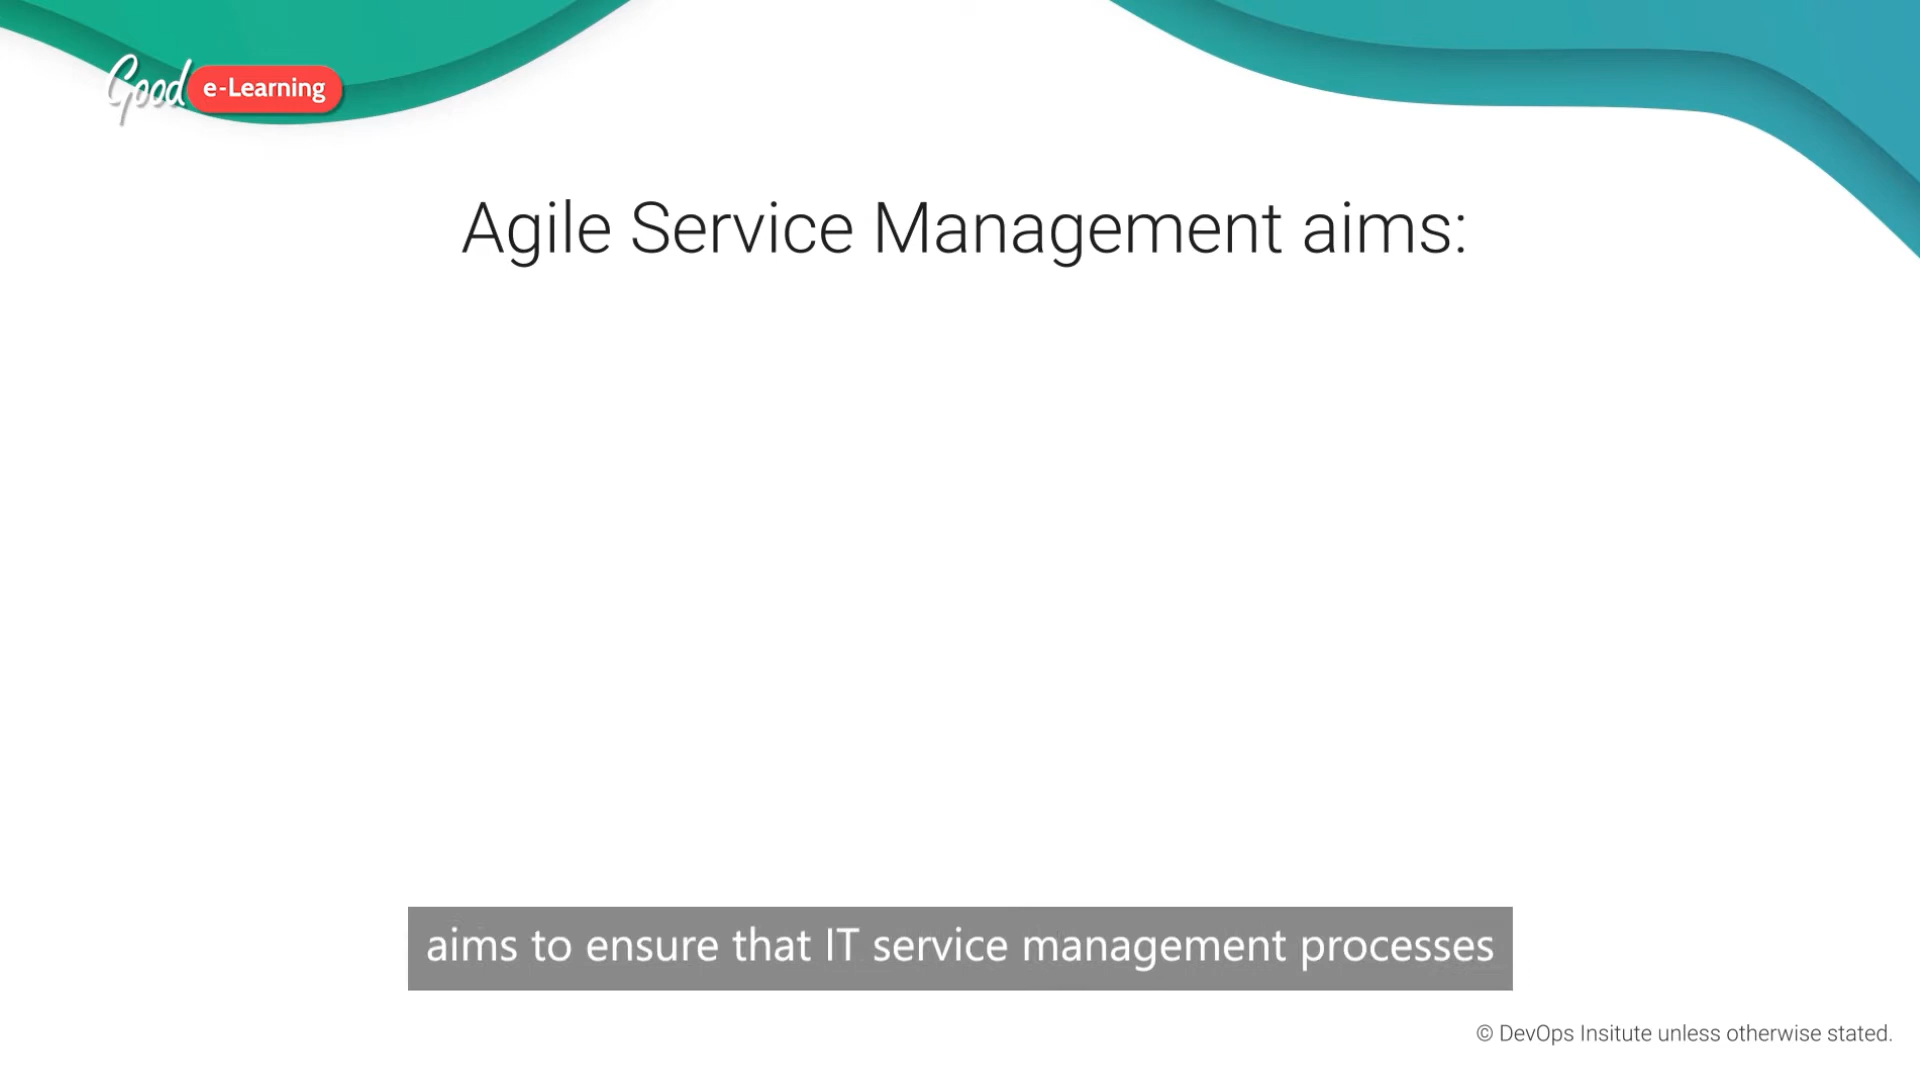 Good e-Learning
Agile Service Management aims:
aims to ensure that IT service management processes
© DevOps Insitute unless otherwise stated.